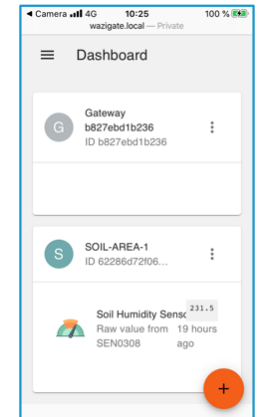 ◀ Camera 4G 10:25 100 %
wazigate.local — Private
Dashboard
G
Gateway
b827ebd1b236
ID b827ebd1b236
S
SOIL-AREA-1
ID 62286d72f06...
Soil Humidity Senso
231.5
Raw value from
SEN0308
19 hours
ago
+